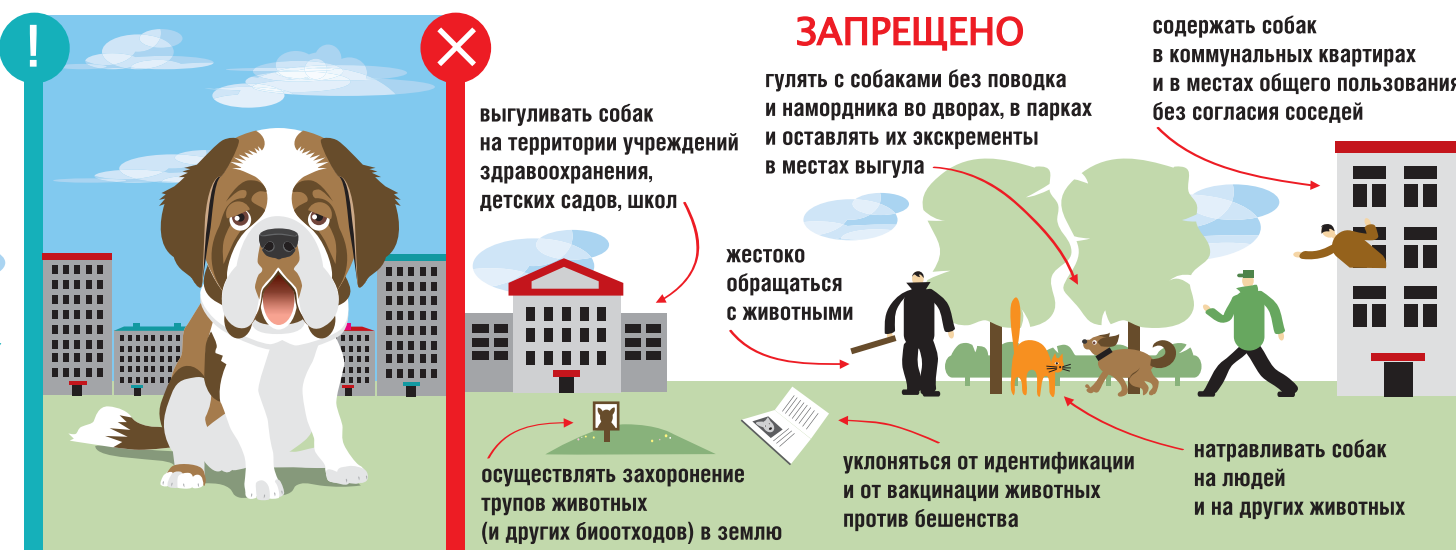 !
ЗАПРЕЩЕНО
выгуливать собак
на территории учреждений
здравоохранения,
детских садов, школ
гулять с собаками без поводка
и намордника во дворах, в парках
и оставлять их экскременты
в местах выгула
содержать собак
в коммунальных квартирах
и в местах общего пользования
без согласия соседей
жестоко
обращаться
с животными
осуществлять захоронение
трупов животных
(и других биоотходов) в землю
уклоняться от идентификации
и от вакцинации животных
против бешенства
натравливать собак
на людей
и на других животных